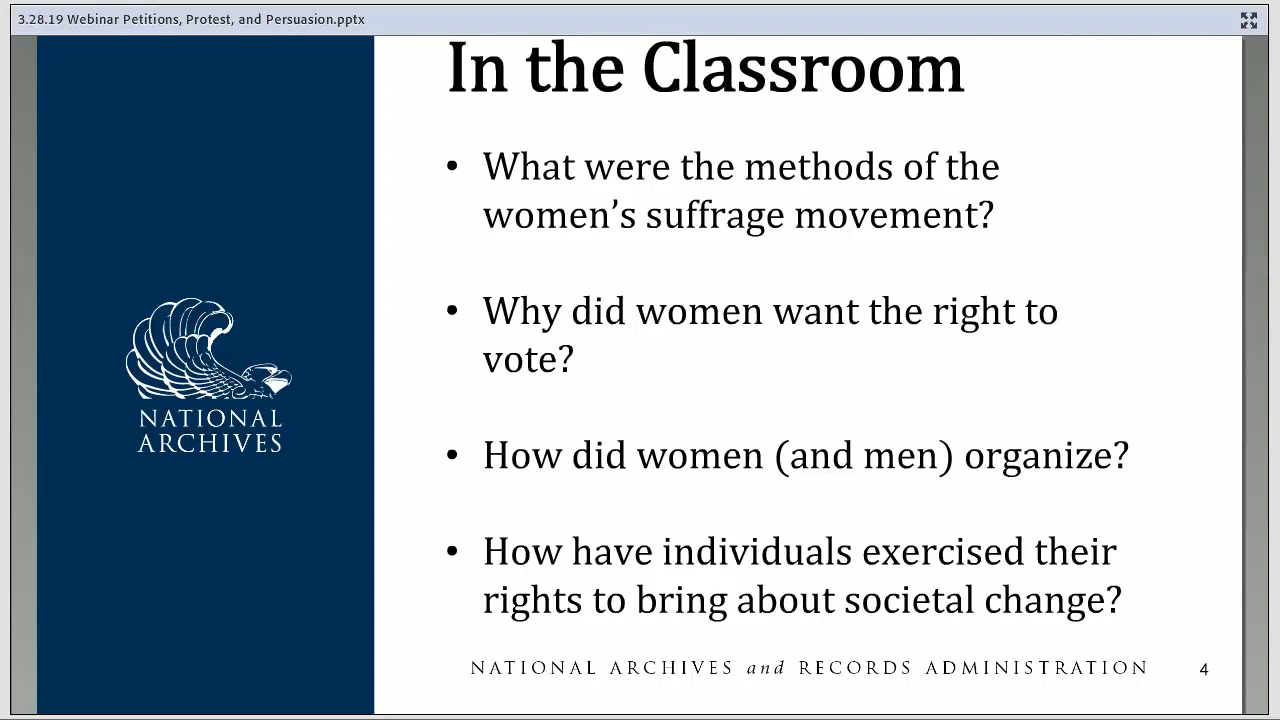 3.28.19 Webinar Petitions, Protest, and Persuasion.pptx
In the Classroom
• What were the methods of the
women’s suffrage movement?
• Why did women want the right to
vote?
• How did women (and men) organize?
• How have individuals exercised their
rights to bring about societal change?
NATIONAL
ARCHIVES
NATIONAL ARCHIVES and RECORDS ADMINISTRATION
4